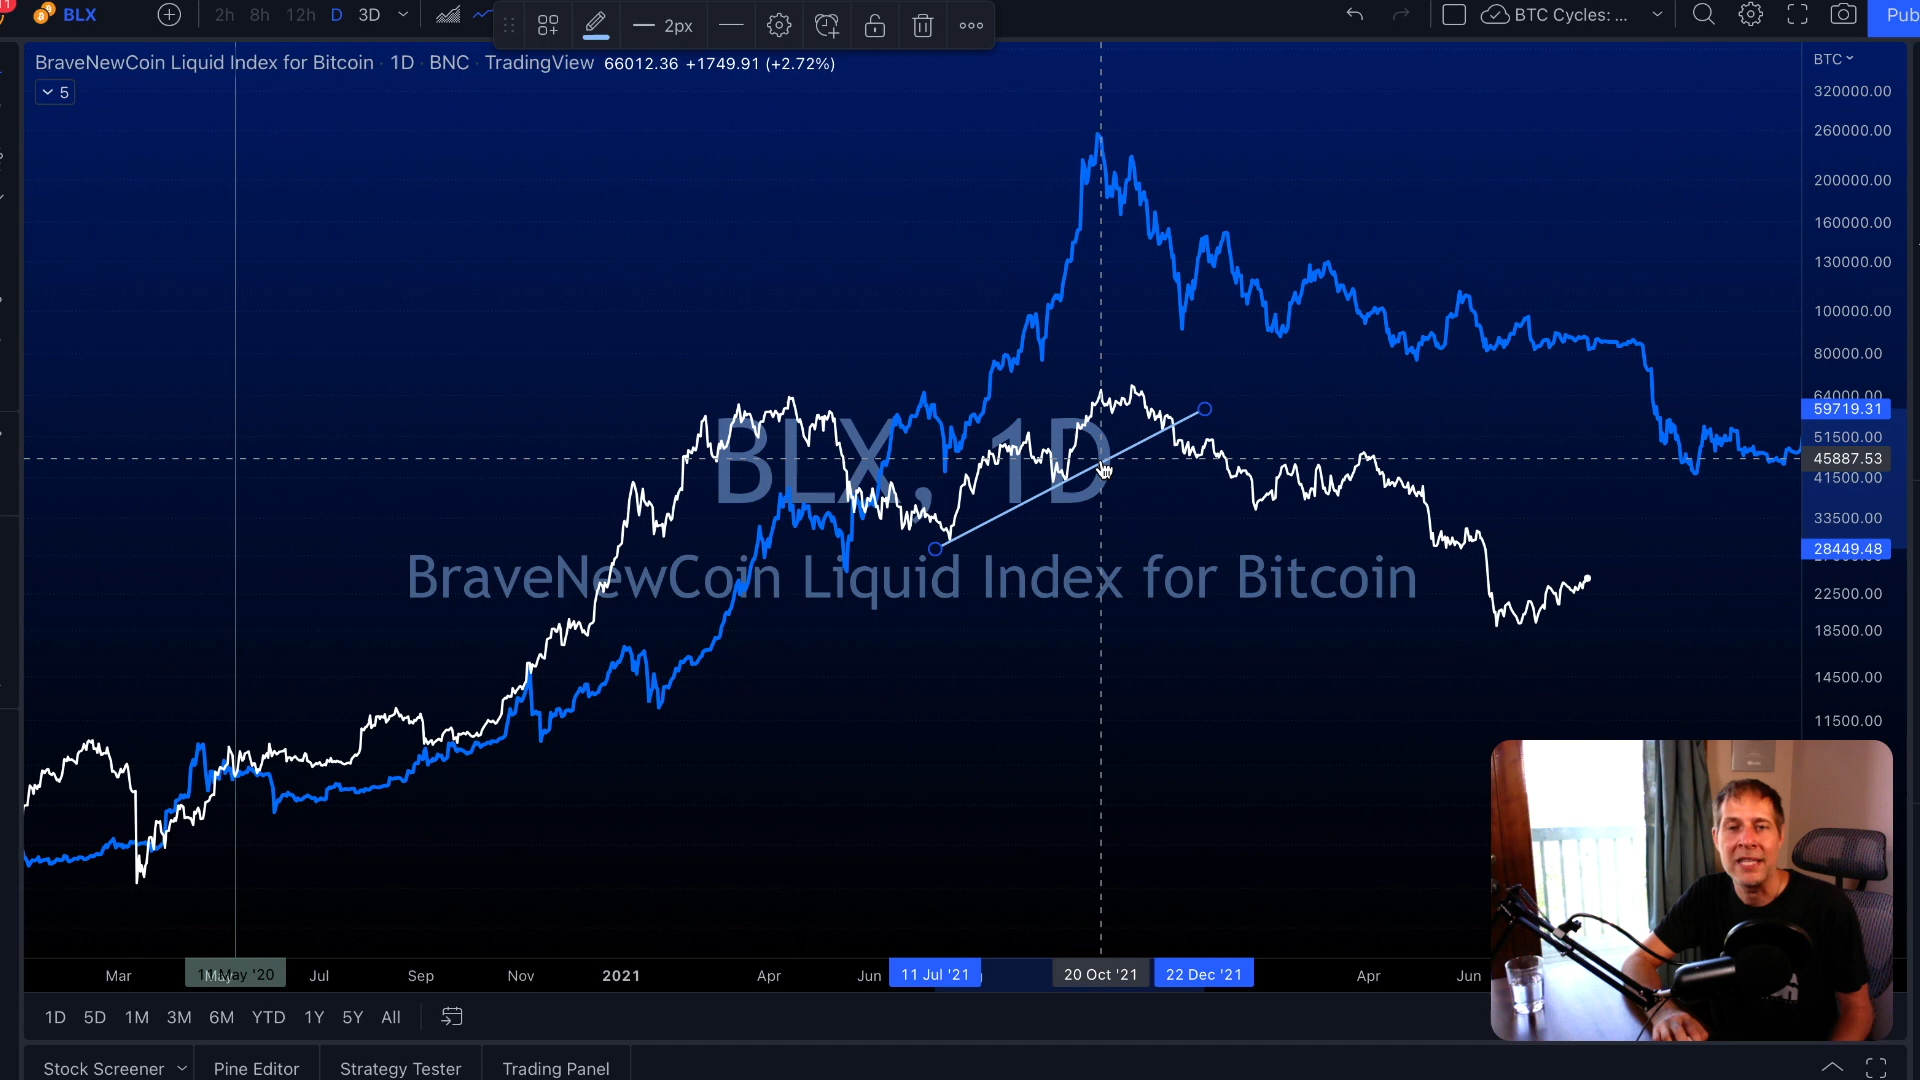 11
BLX 2h 8h 12h D 3D 2px BTC Cycles: ... Pub
BraveNewCoin Liquid Index for Bitcoin · 1D · BNC · TradingView 66012.36 +1749.91 (+2.72%)
5
BTC
320000.00
260000.00
200000.00
160000.00
130000.00
100000.00
80000.00
64000.00
59719.31
51500.00
45887.53
41500.00
33500.00
28449.48
22500.00
18500.00
14500.00
11500.00
BLX, 1D
BraveNewCoin Liquid Index for Bitcoin
Mar May 11 May '20 Jul Sep Nov 2021 Apr Jun 11 Jul '21 20 Oct '21 22 Dec '21 Apr Jun
1D 5D 1M 3M 6M YTD 1Y 5Y All
Stock Screener Pine Editor Strategy Tester Trading Panel